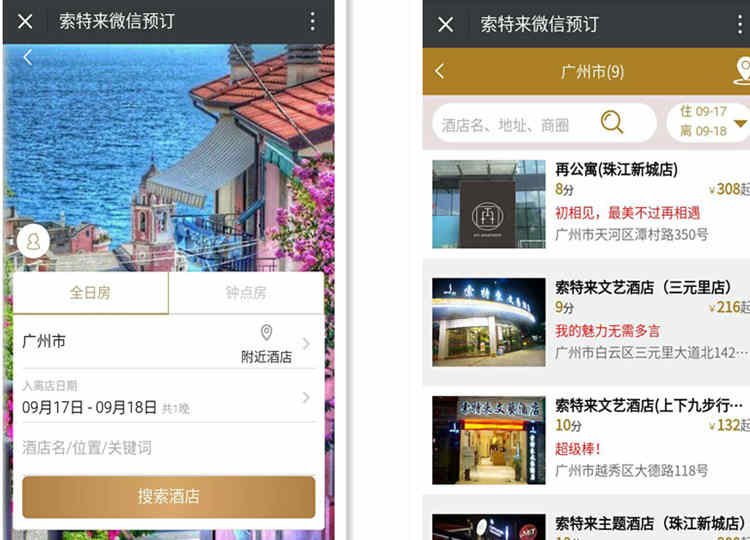 索特来微信预订
全日房
钟点房
广州市
附近酒店
入离店日期
09月17日 - 09月18日 共1晚
酒店名/位置/关键词
搜索酒店
索特来微信预订
广州市(9)
酒店名、地址、商圈
住 09-17
离 09-18
再公寓(珠江新城店)
8分
¥308起
初相见，最美不过再相遇
广州市天河区潭村路350号
索特来文艺酒店（三元里店）
9分
¥216起
我的魅力无需多言
广州市白云区三元里大道北142…
索特来文艺酒店(上下九步行…
10分
¥132起
超级棒！
广州市越秀区大德路118号
索特来主题酒店（珠江新城店）